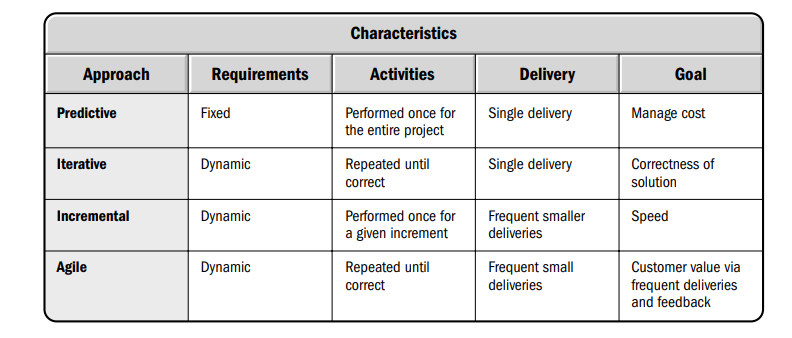 Characteristics
Approach Requirements Activities Delivery Goal
Predictive Fixed Performed once for Single delivery Manage cost
the entire project
Iterative Dynamic Repeated until Single delivery Correctness of
correct solution
Incremental Dynamic Performed once for Frequent smaller Speed
a given increment deliveries
Agile Dynamic Repeated until Frequent small Customer value via
correct deliveries frequent deliveries
and feedback